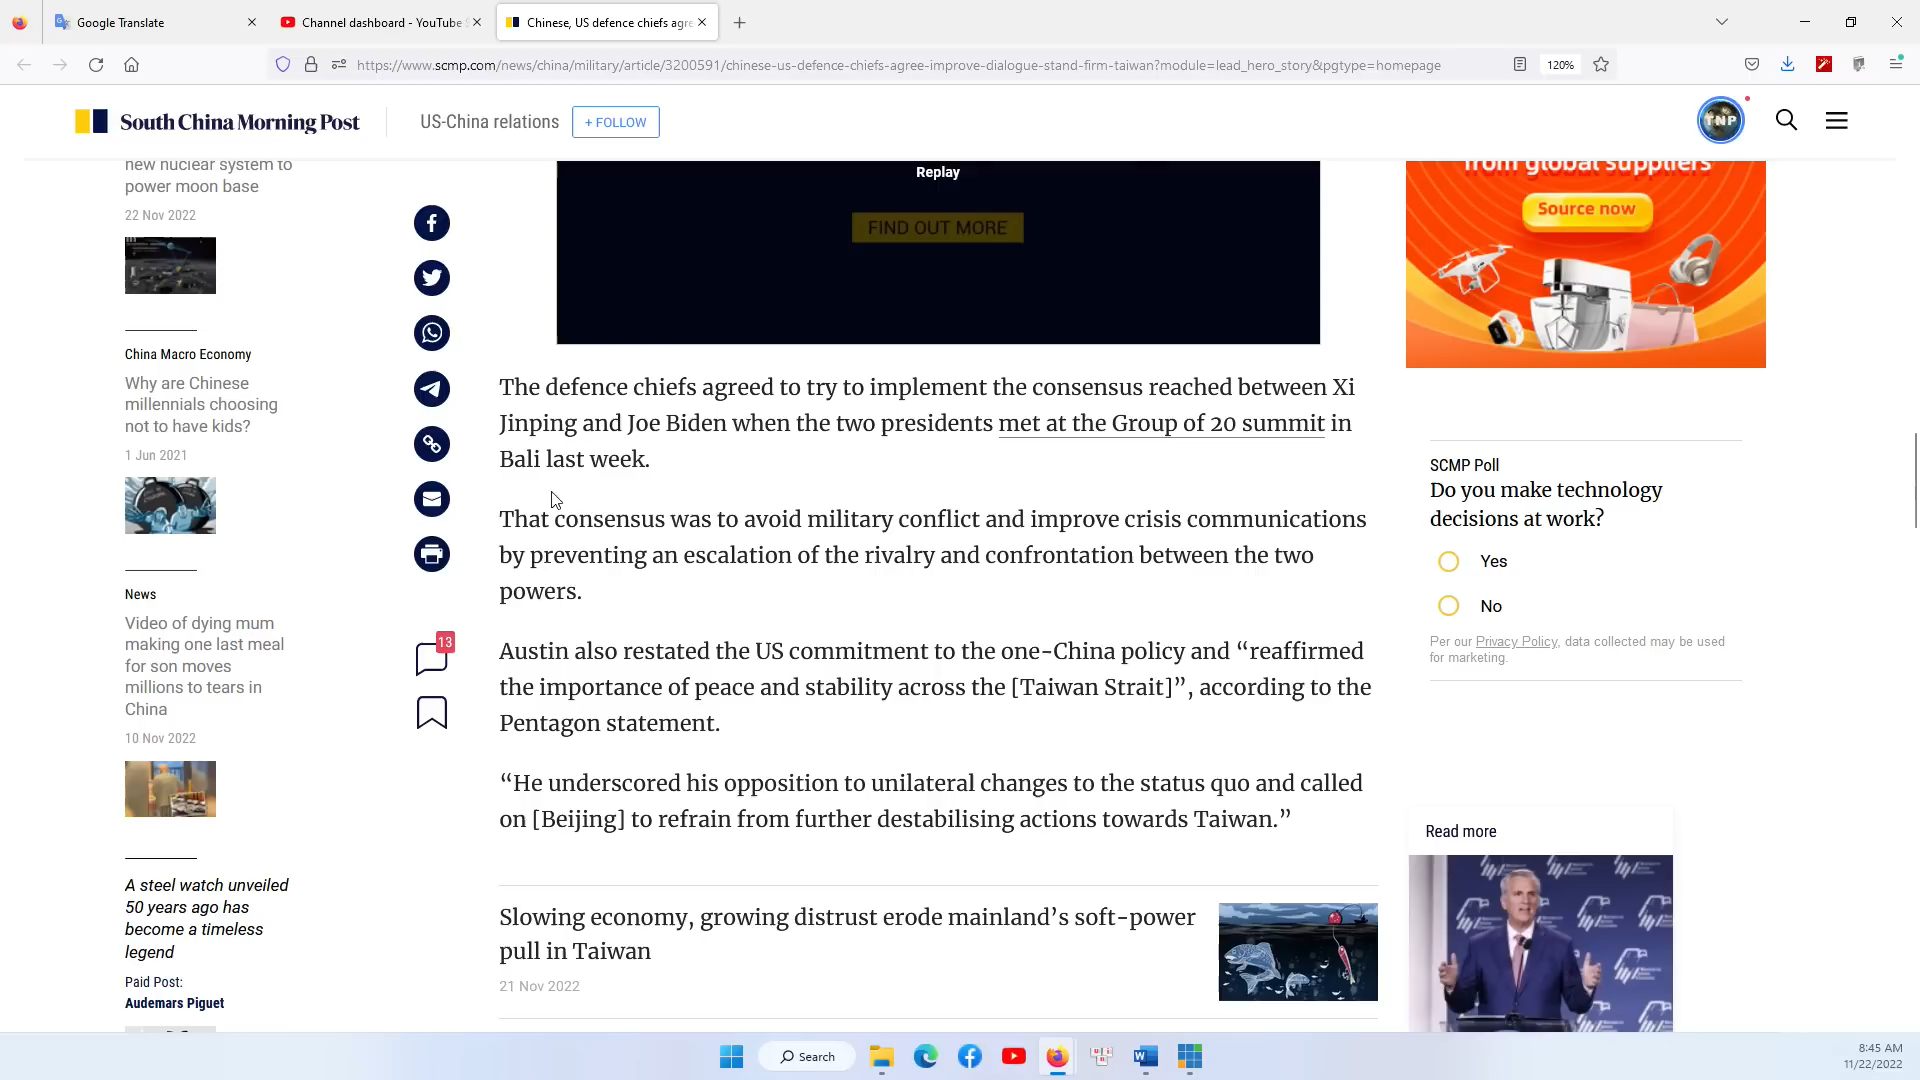 Google Translate
Channel dashboard - YouTube
Chinese, US defence chiefs agre
https://www.scmp.com/news/china/military/article/3200591/chinese-us-defence-chiefs-agree-improve-dialogue-stand-firm-taiwan?module=lead_hero_story&pgtype=homepage
120%
South China Morning Post
US-China relations
+ FOLLOW
TNP
new nuclear system to
power moon base
22 Nov 2022
China Macro Economy
Why are Chinese
millennials choosing
not to have kids?
1 Jun 2021
News
Video of dying mum
making one last meal
for son moves
millions to tears in
China
10 Nov 2022
A steel watch unveiled
50 years ago has
become a timeless
legend
Paid Post:
Audemars Piguet
13
Replay
FIND OUT MORE
The defence chiefs agreed to try to implement the consensus reached between Xi
Jinping and Joe Biden when the two presidents met at the Group of 20 summit in
Bali last week.
That consensus was to avoid military conflict and improve crisis communications
by preventing an escalation of the rivalry and confrontation between the two
powers.
Austin also restated the US commitment to the one-China policy and “reaffirmed
the importance of peace and stability across the [Taiwan Strait]”, according to the
Pentagon statement.
“He underscored his opposition to unilateral changes to the status quo and called
on [Beijing] to refrain from further destabilising actions towards Taiwan.”
Slowing economy, growing distrust erode mainland’s soft-power
pull in Taiwan
21 Nov 2022
from global suppliers
Source now
SCMP Poll
Do you make technology
decisions at work?
Yes
No
Per our Privacy Policy, data collected may be used
for marketing.
Read more
Search
8:45 AM
11/22/2022